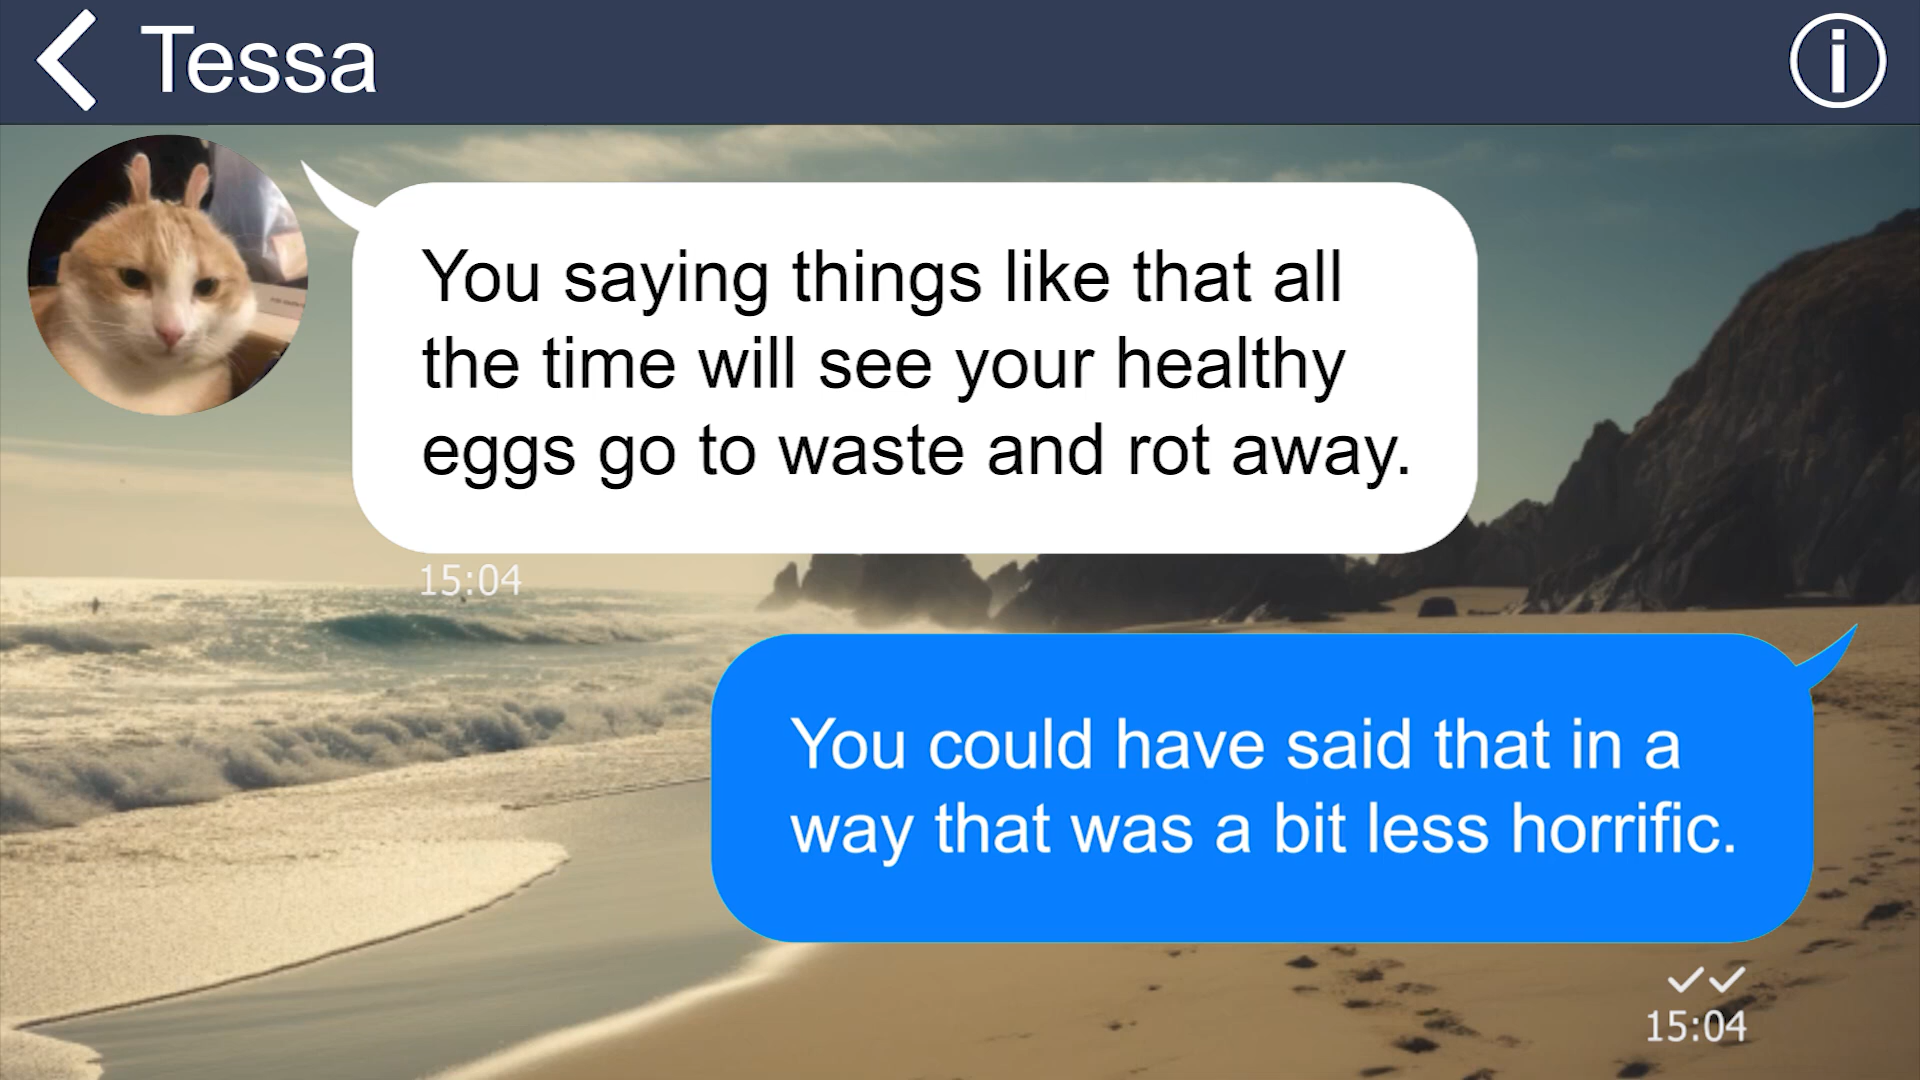 Tessa
You saying things like that all
the time will see your healthy
eggs go to waste and rot away.
15:04
You could have said that in a
way that was a bit less horrific.
15:04